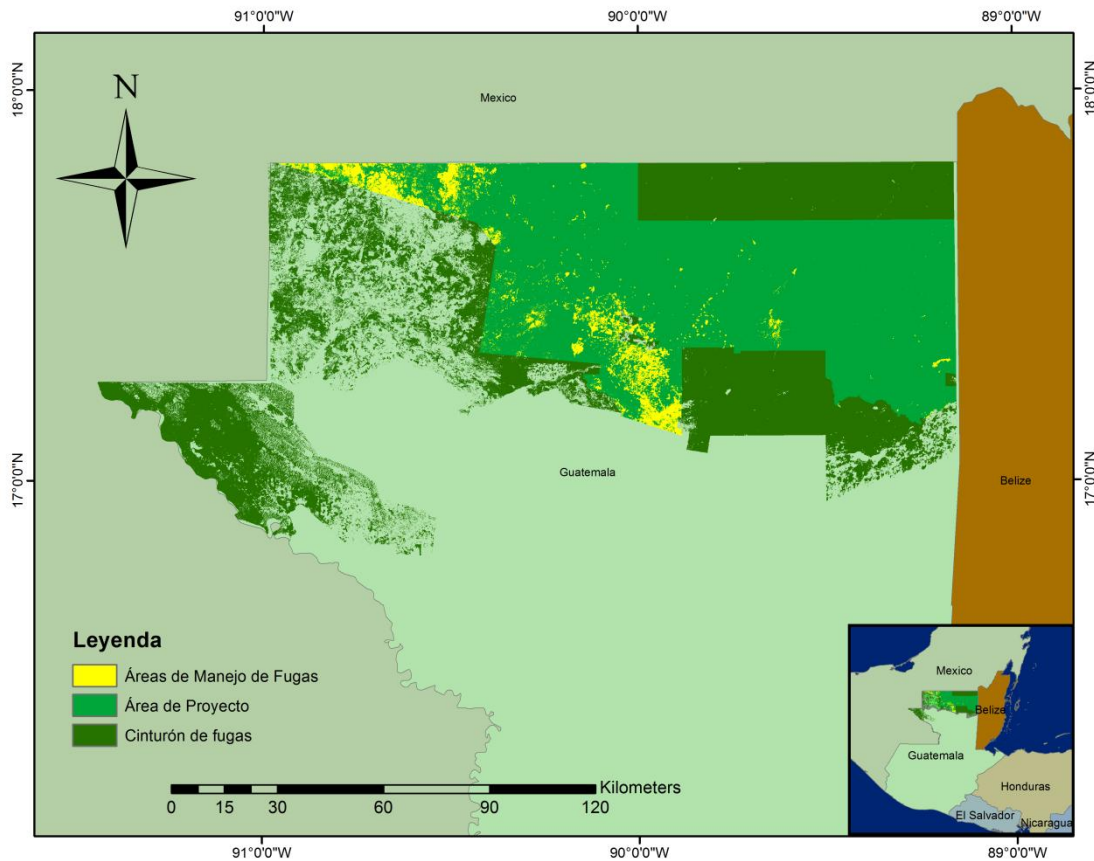 91°0'0"W
90°0'0"W
89°0'0"W
18°0'0"N
18°0'0"N
N
Mexico
17°0'0"N
17°0'0"N
Guatemala
Belize
Leyenda
Áreas de Manejo de Fugas
Área de Proyecto
Cinturón de fugas
Kilometers
0 15 30 60 90 120
Mexico
Belize
Guatemala
Honduras
El Salvador
Nicaragua
91°0'0"W
90°0'0"W
89°0'0"W